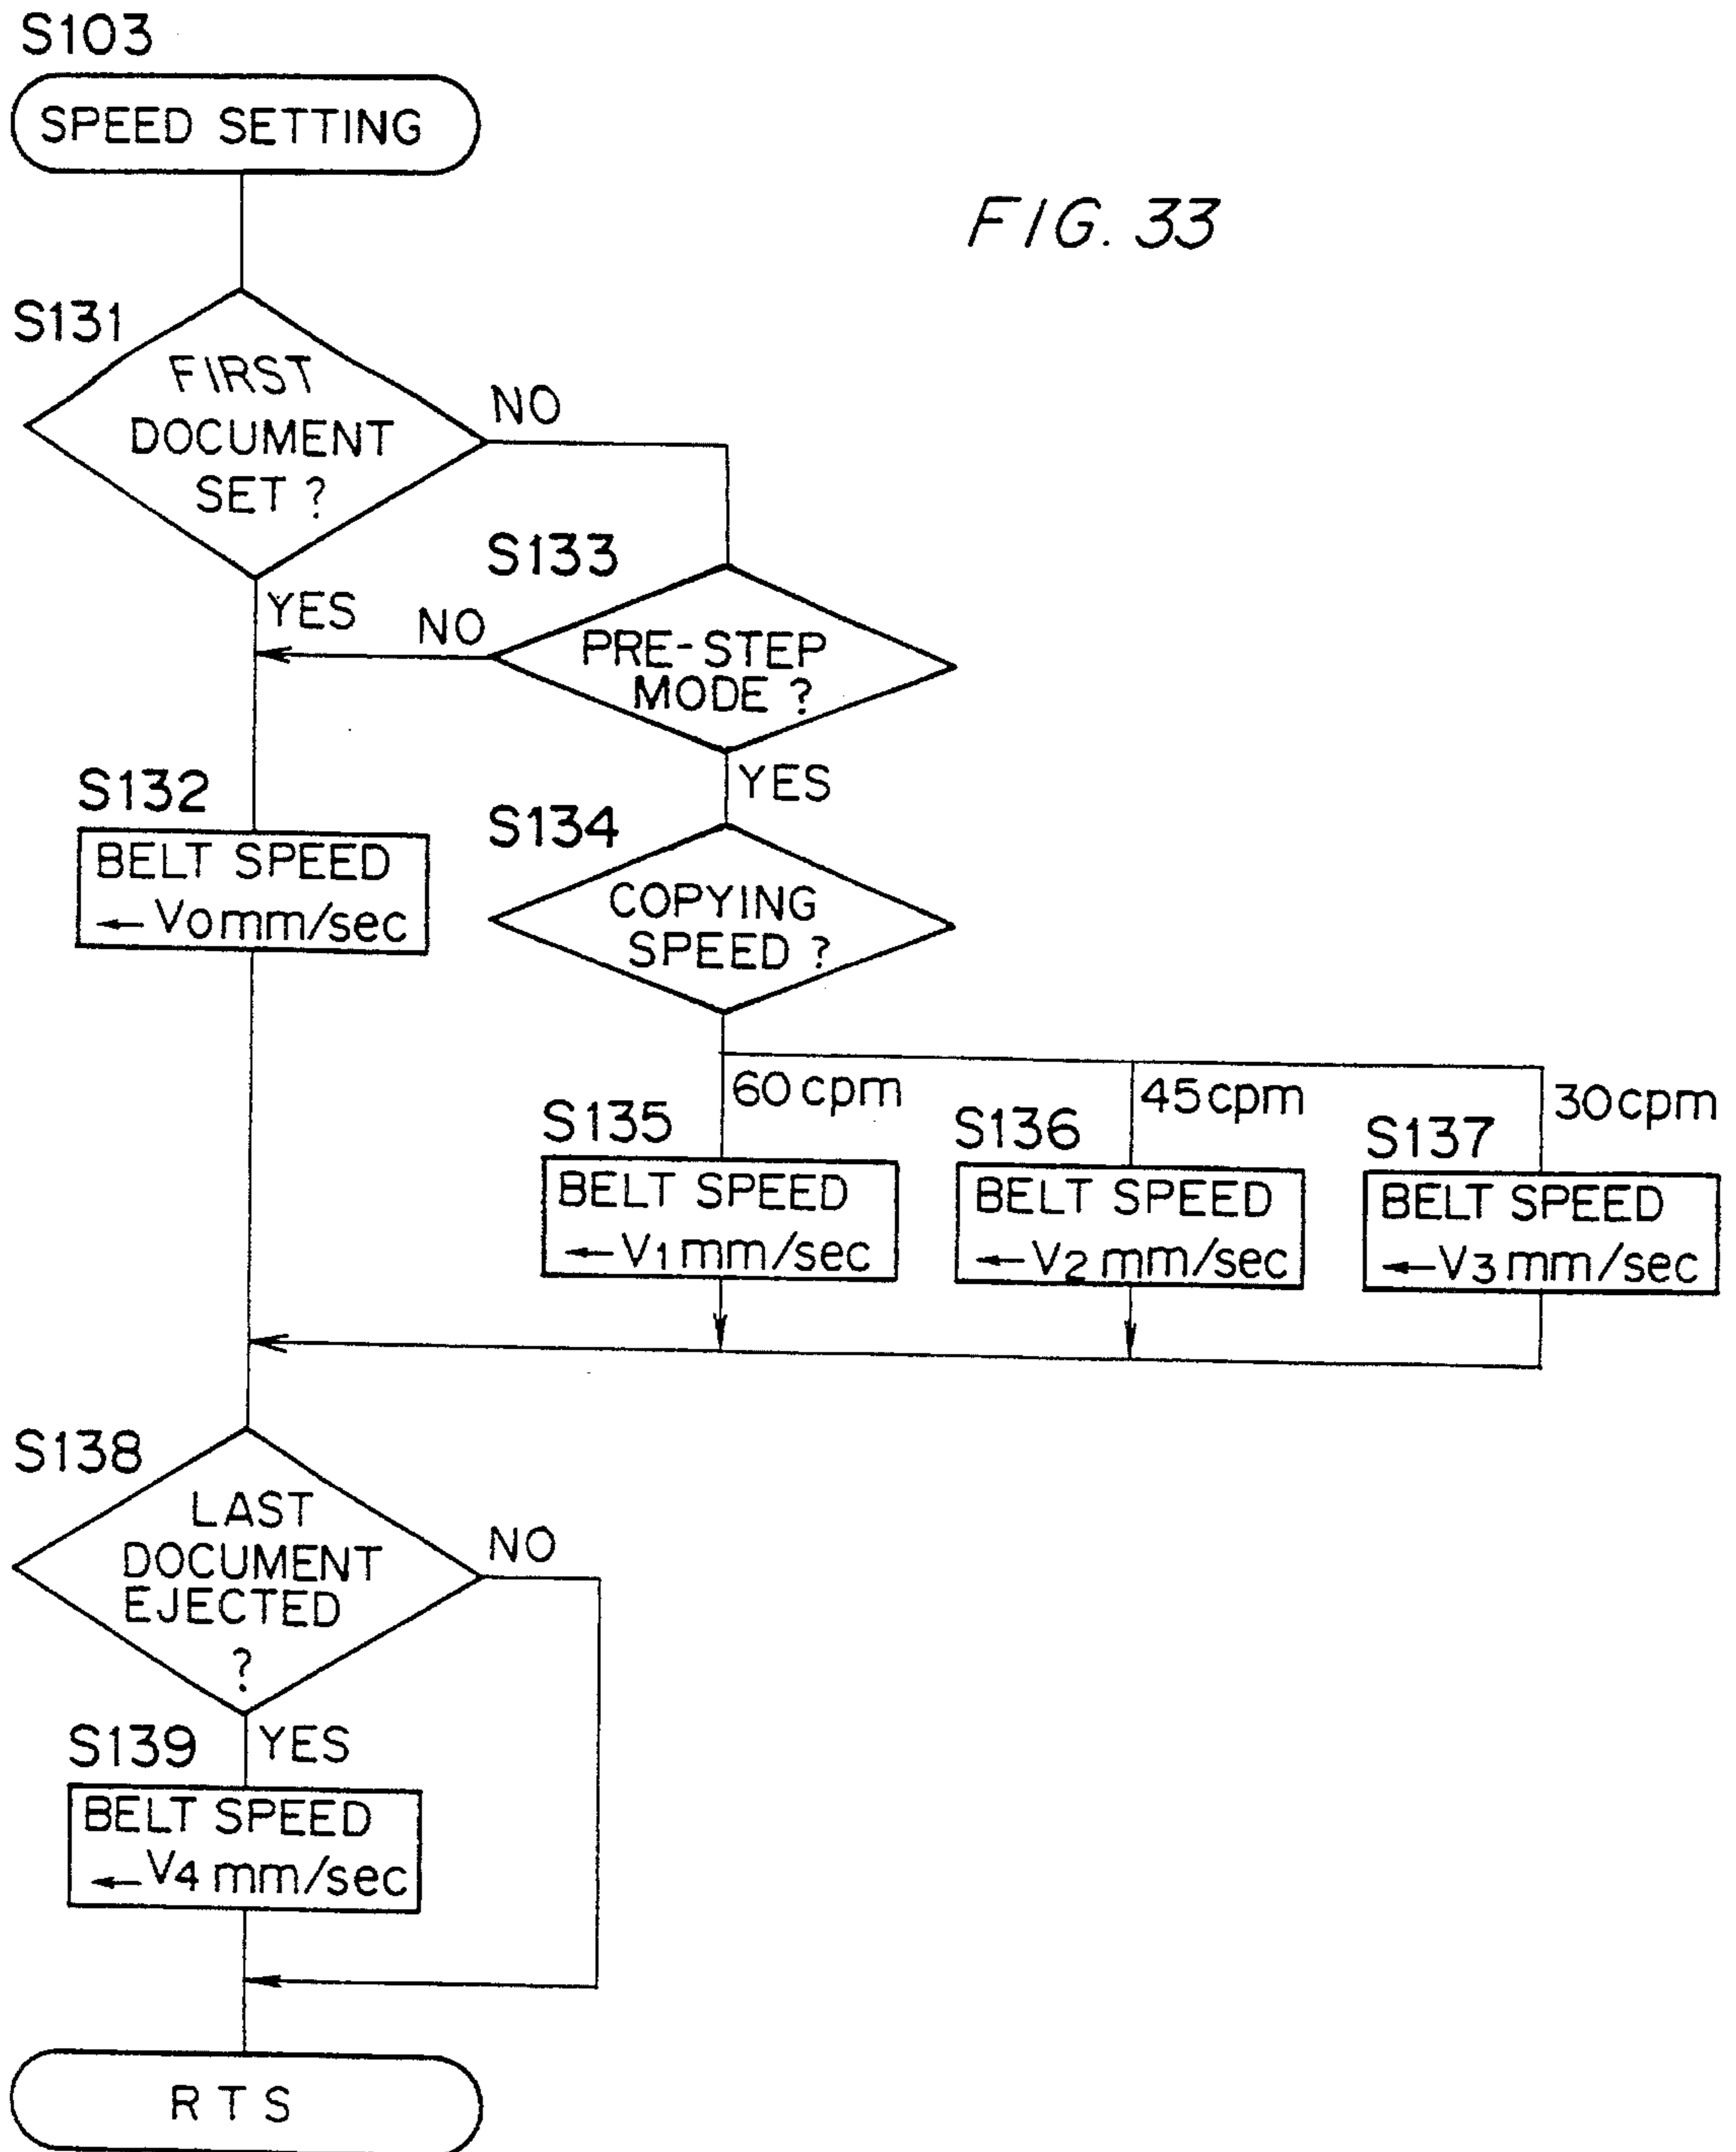 S103
SPEED SETTING
FIG. 33
S131
FIRST
DOCUMENT
SET ?
NO
YES
S133
NO
PRE-STEP
MODE ?
YES
S132
BELT SPEED
← V0 mm/sec
S134
COPYING
SPEED ?
60 cpm
45 cpm
30 cpm
S135
BELT SPEED
← V1 mm/sec
S136
BELT SPEED
← V2 mm/sec
S137
BELT SPEED
← V3 mm/sec
S138
LAST
DOCUMENT
EJECTED
?
NO
YES
S139
BELT SPEED
← V4 mm/sec
RTS